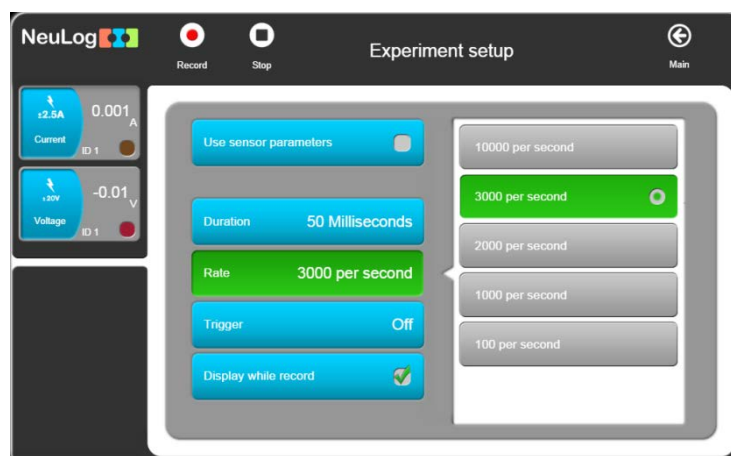 NeuLog
Record
Stop
Experiment setup
Main
±2.5A
0.001 A
Current
ID 1
±20V
-0.01 V
Voltage
ID 1
Use sensor parameters
Duration 50 Milliseconds
Rate 3000 per second
Trigger Off
Display while record
10000 per second
3000 per second
2000 per second
1000 per second
100 per second